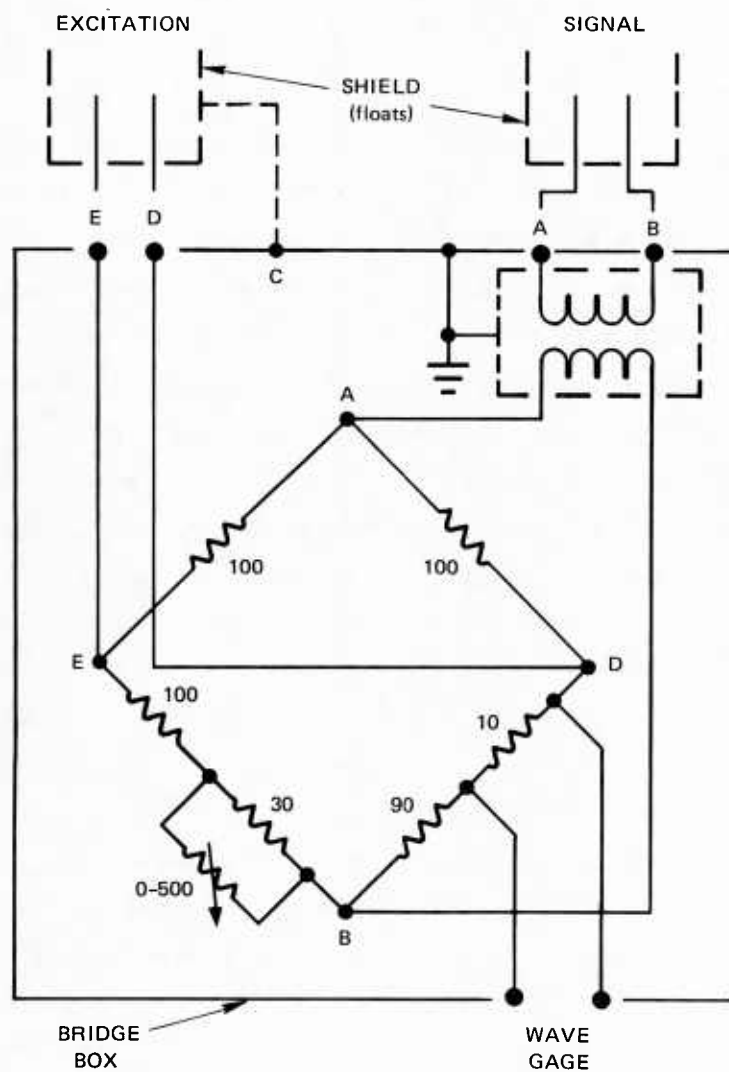 EXCITATION
SIGNAL
SHIELD
(floats)
E
D
A
B
C
A
100
100
E
D
100
10
30
90
0-500
B
BRIDGE
BOX
WAVE
GAGE